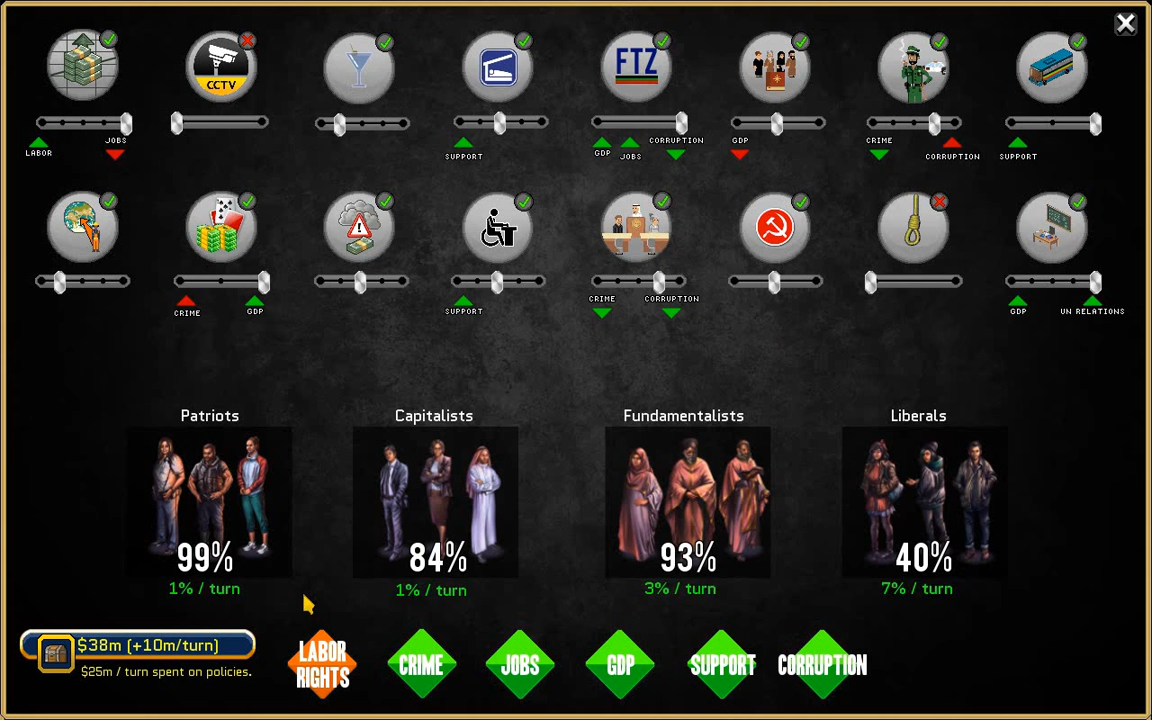 CCTV
FTZ
LABOR
JOBS
SUPPORT
GDP
JOBS
CORRUPTION
GDP
CRIME
CORRUPTION
SUPPORT
CRIME
GDP
SUPPORT
CRIME
CORRUPTION
GDP
UN RELATIONS
Patriots
Capitalists
Fundamentalists
Liberals
99%
84%
93%
40%
1% / turn
1% / turn
3% / turn
7% / turn
$38m (+10m/turn)
$25m / turn spent on policies.
LABOR
RIGHTS
CRIME
JOBS
GDP
SUPPORT
CORRUPTION